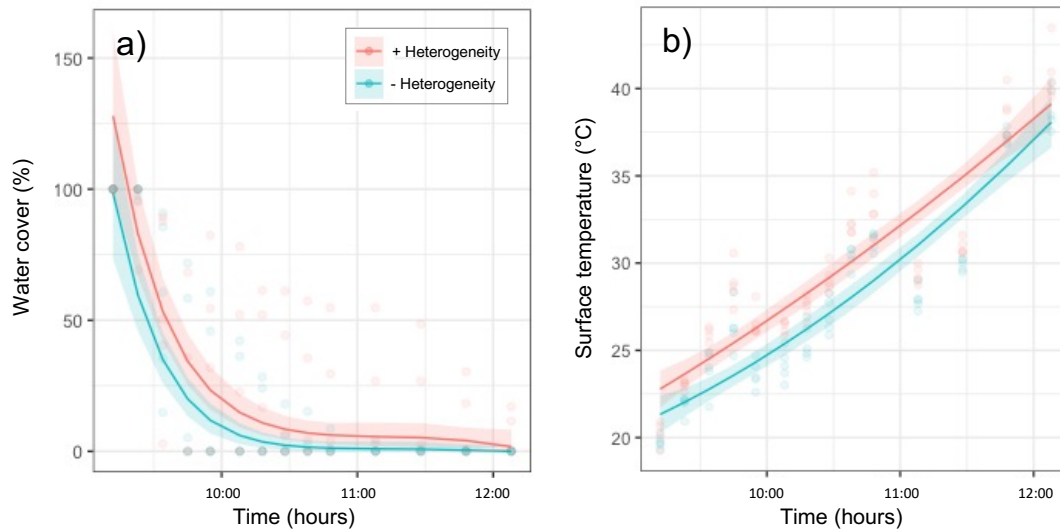 a)
+ Heterogeneity
- Heterogeneity
Water cover (%)
150
100
50
0
10:00
11:00
12:00
Time (hours)
b)
Surface temperature (°C)
40
35
30
25
20
10:00
11:00
12:00
Time (hours)